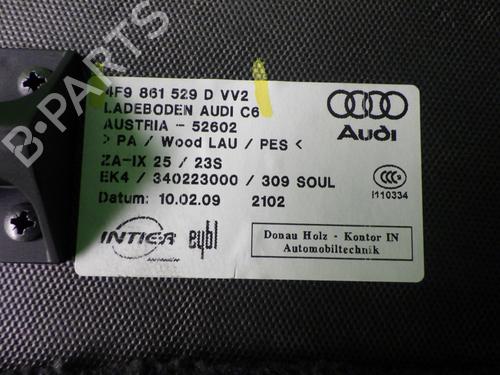 4F9 861 529 D VV2
LADEBODEN AUDI C6
AUSTRIA - 52602
> PA / Wood LAU / PES <
ZA-IX 25 / 23S
EK4 / 340223000 / 309 SOUL
Datum: 10.02.09 2102
Audi
I110334
INTIER eybl
Donau Holz - Kontor IN
Automobiltechnik
B-PARTS